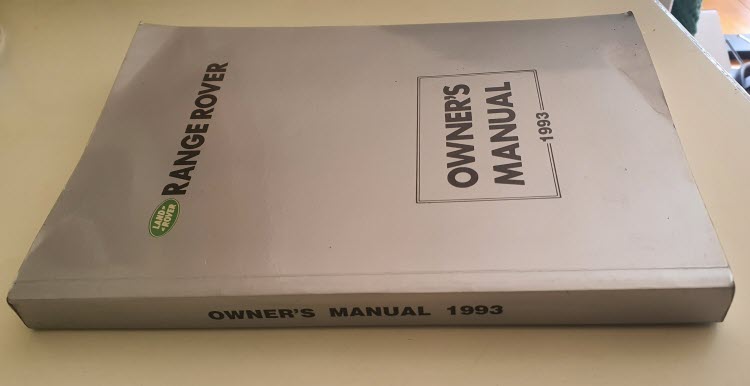 LAND-
-ROVER
RANGE ROVER
OWNER'S
MANUAL
1993
OWNER'S MANUAL 1993